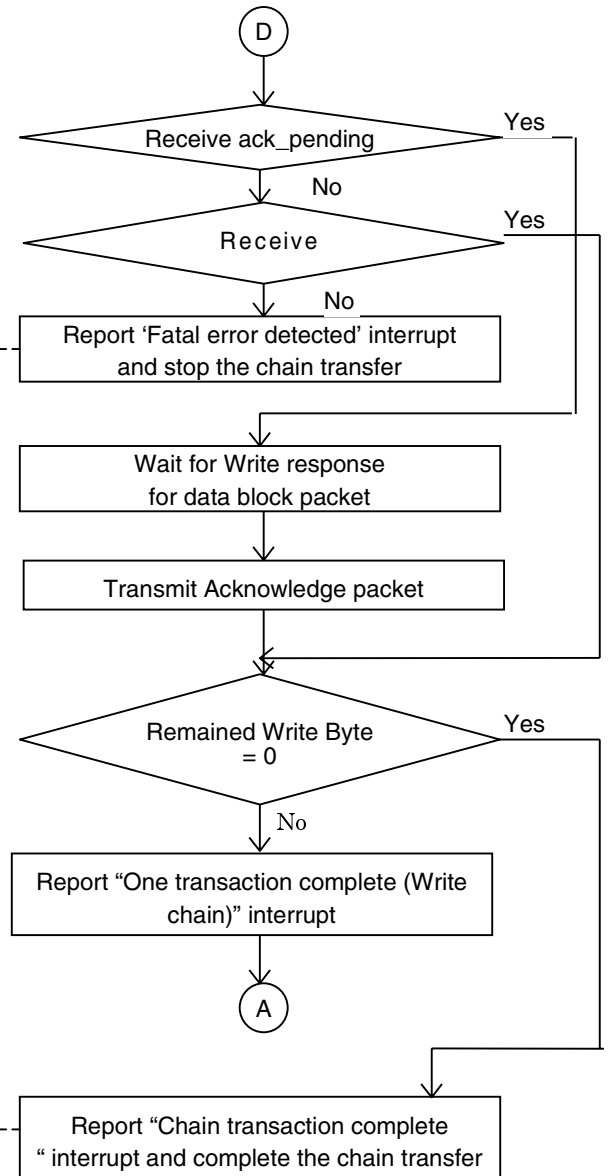 D
Receive ack_pending
Yes
No
Receive
Yes
No
Report ‘Fatal error detected’ interrupt
and stop the chain transfer
Wait for Write response
for data block packet
Transmit Acknowledge packet
Remained Write Byte
= 0
Yes
No
Report “One transaction complete (Write
chain)” interrupt
A
Report “Chain transaction complete
“ interrupt and complete the chain transfer